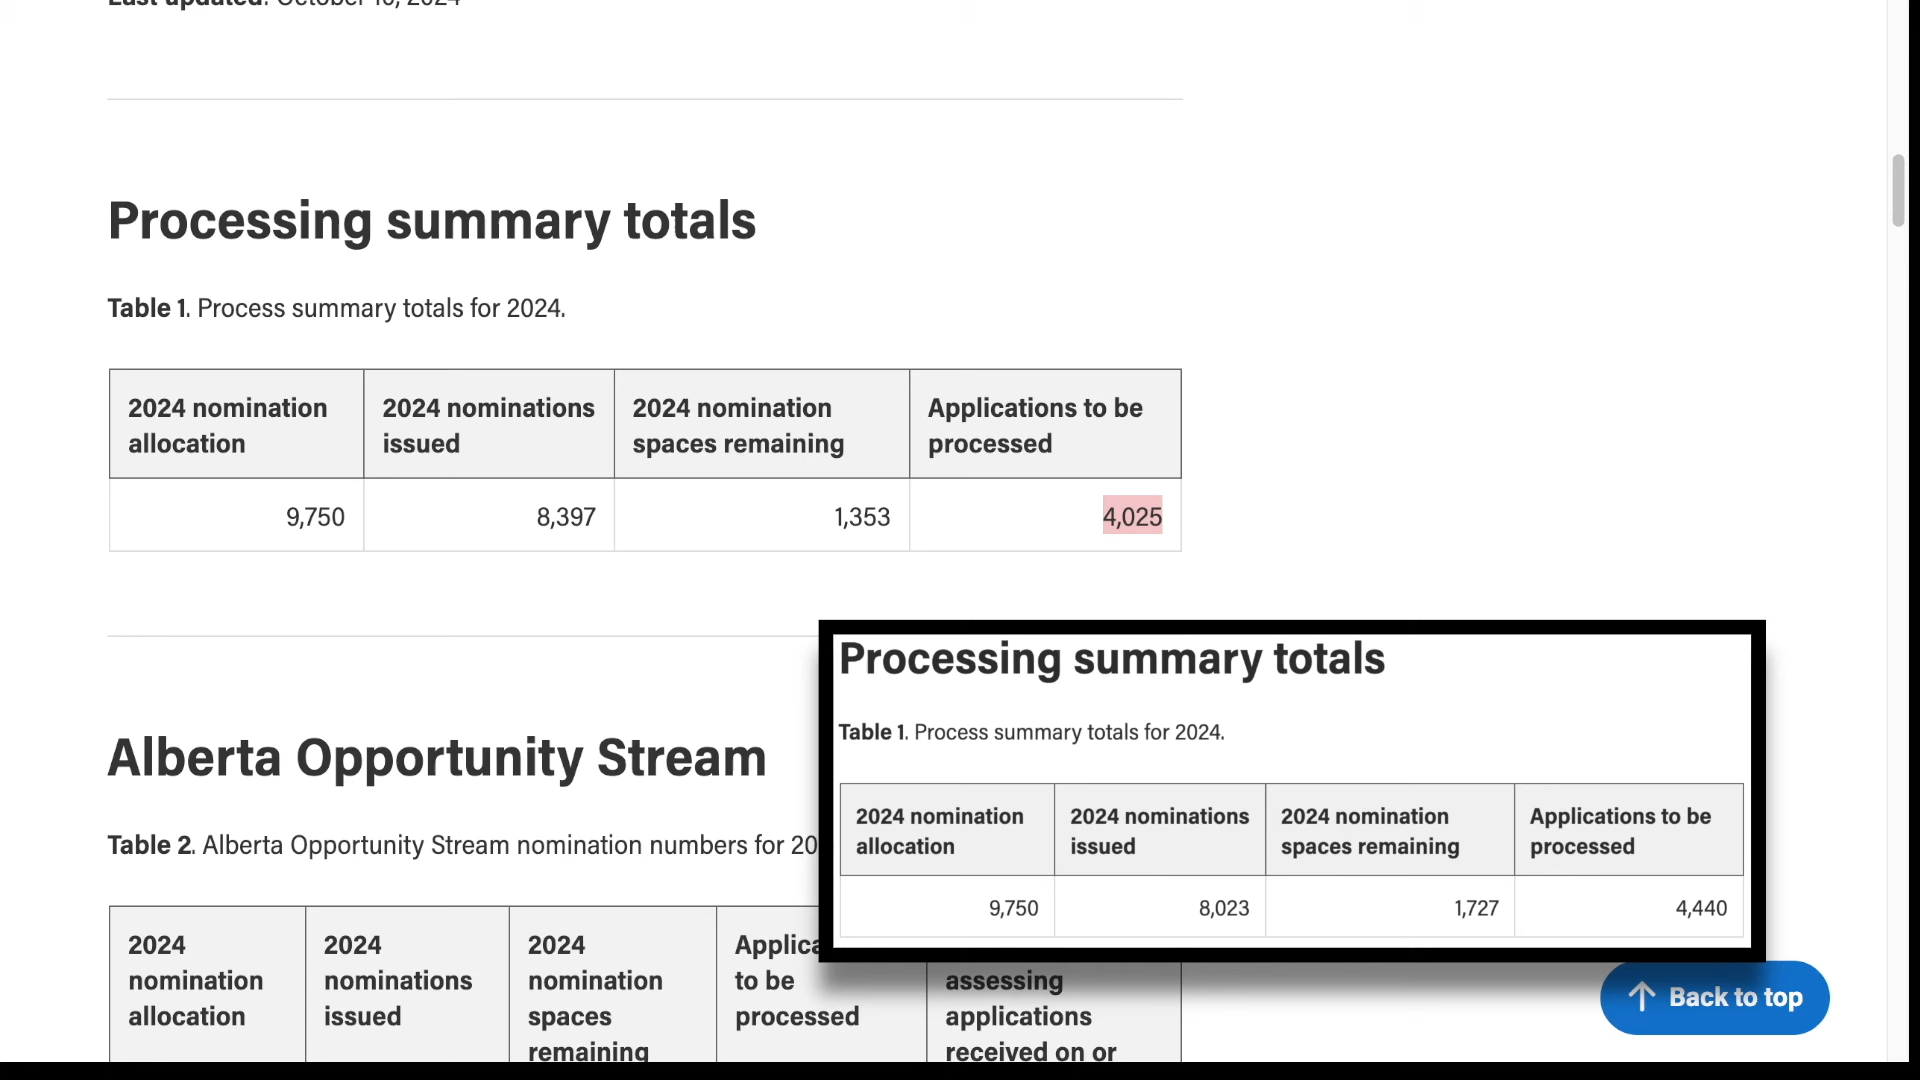 Last updated: October 10, 2024
Processing summary totals
Table 1. Process summary totals for 2024.
2024 nomination allocation
2024 nominations issued
2024 nomination spaces remaining
Applications to be processed
9,750
8,397
1,353
4,025
Alberta Opportunity Stream
Table 2. Alberta Opportunity Stream nomination numbers for 20
2024 nomination allocation
2024 nominations issued
2024 nomination spaces remaining
Applica to be processed
assessing applications received on or
Processing summary totals
Table 1. Process summary totals for 2024.
2024 nomination allocation
2024 nominations issued
2024 nomination spaces remaining
Applications to be processed
9,750
8,023
1,727
4,440
Back to top